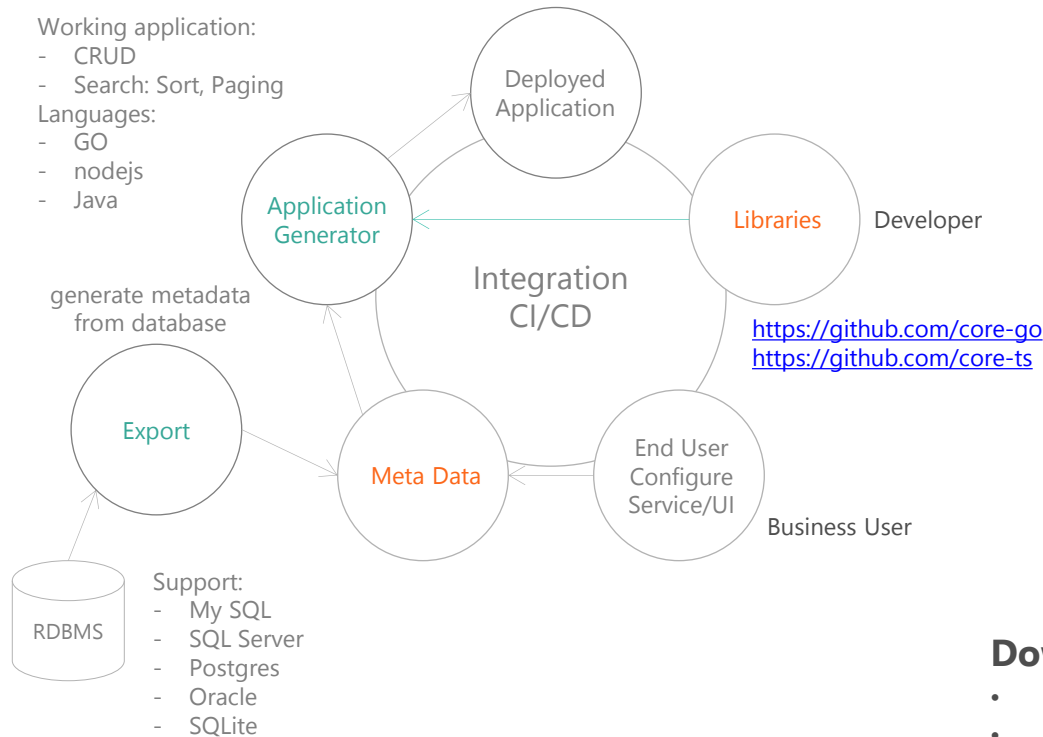 Working application:
- CRUD
- Search: Sort, Paging
Languages:
- GO
- nodejs
- Java
Deployed
Application
Application
Generator
Libraries
Developer
Integration
CI/CD
generate metadata
from database
https://github.com/core-go
https://github.com/core-ts
Export
Meta Data
End User
Configure
Service/UI
Business User
RDBMS
Support:
- My SQL
- SQL Server
- Postgres
- Oracle
- SQLite
•
•